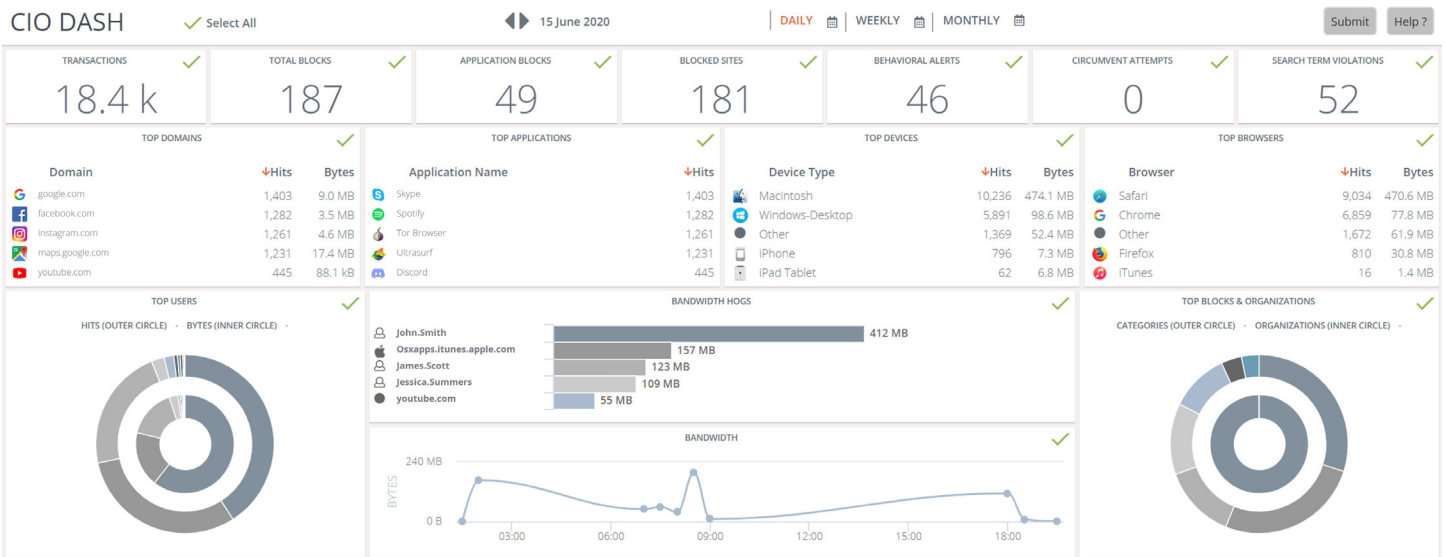 CIO DASH
Select All
15 June 2020
DAILY
WEEKLY
MONTHLY
Submit
Help ?
TRANSACTIONS
18.4 k
TOTAL BLOCKS
187
APPLICATION BLOCKS
49
BLOCKED SITES
181
BEHAVIORAL ALERTS
46
CIRCUMVENT ATTEMPTS
0
SEARCH TERM VIOLATIONS
52
TOP DOMAINS
Domain Hits Bytes
google.com 1,403 9.0 MB
facebook.com 1,282 3.5 MB
instagram.com 1,261 4.6 MB
maps.google.com 1,231 17.4 MB
youtube.com 445 88.1 kB
TOP APPLICATIONS
Application Name Hits
Skype 1,403
Spotify 1,282
Tor Browser 1,261
Ultrasurf 1,231
Discord 445
TOP DEVICES
Device Type Hits Bytes
Macintosh 10,236 474.1 MB
Windows-Desktop 5,891 98.6 MB
Other 1,369 52.4 MB
iPhone 796 7.3 MB
iPad Tablet 62 6.8 MB
TOP BROWSERS
Browser Hits Bytes
Safari 9,034 470.6 MB
Chrome 6,859 77.8 MB
Other 1,672 61.9 MB
Firefox 810 30.8 MB
iTunes 16 1.4 MB
TOP USERS
HITS (OUTER CIRCLE) - BYTES (INNER CIRCLE) -
BANDWIDTH HOGS
John.Smith 412 MB
Osxapps.itunes.apple.com 157 MB
James.Scott 123 MB
Jessica.Summers 109 MB
youtube.com 55 MB
BANDWIDTH
240 MB
BYTES
0 B
03:00 06:00 09:00 12:00 15:00 18:00
TOP BLOCKS & ORGANIZATIONS
CATEGORIES (OUTER CIRCLE) - ORGANIZATIONS (INNER CIRCLE) -